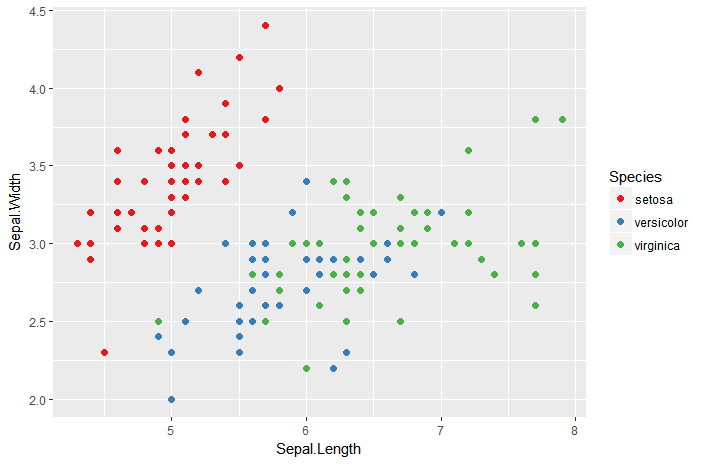 4.5
4.0
3.5
3.0
2.5
2.0
Sepal.Width
5 6 7 8
Sepal.Length
Species
setosa
versicolor
virginica